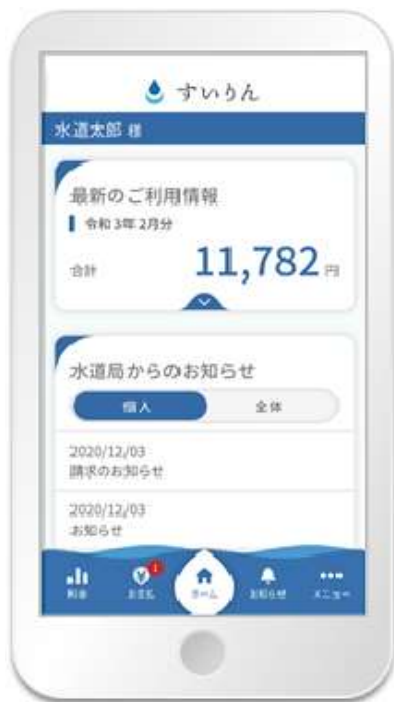 すいりん
水道太郎 様
最新のご利用情報
令和3年2月分
合計 11,782 円
水道局からのお知らせ
個人 全体
2020/12/03
請求のお知らせ
2020/12/03
お知らせ
1
料金 お支払 ホーム お知らせ メニュー